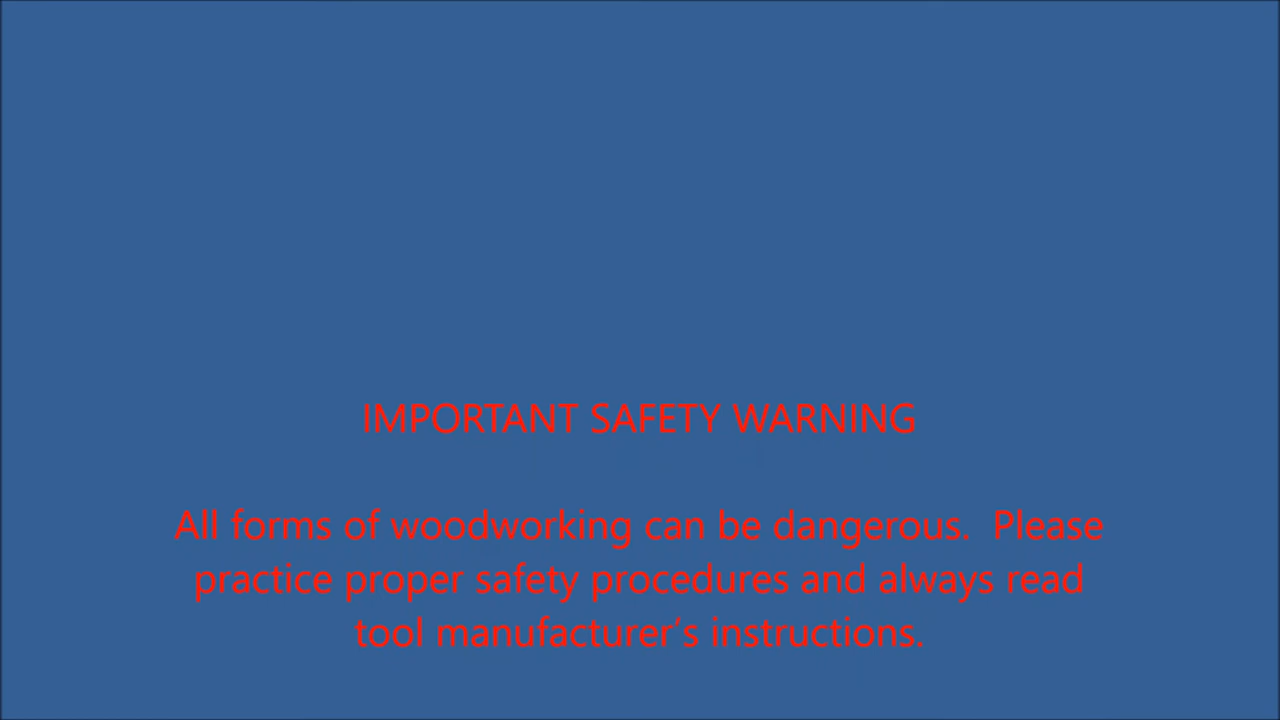 IMPORTANT SAFETY WARNING
All forms of woodworking can be dangerous.  Please
practice proper safety procedures and always read
tool manufacturer's instructions.